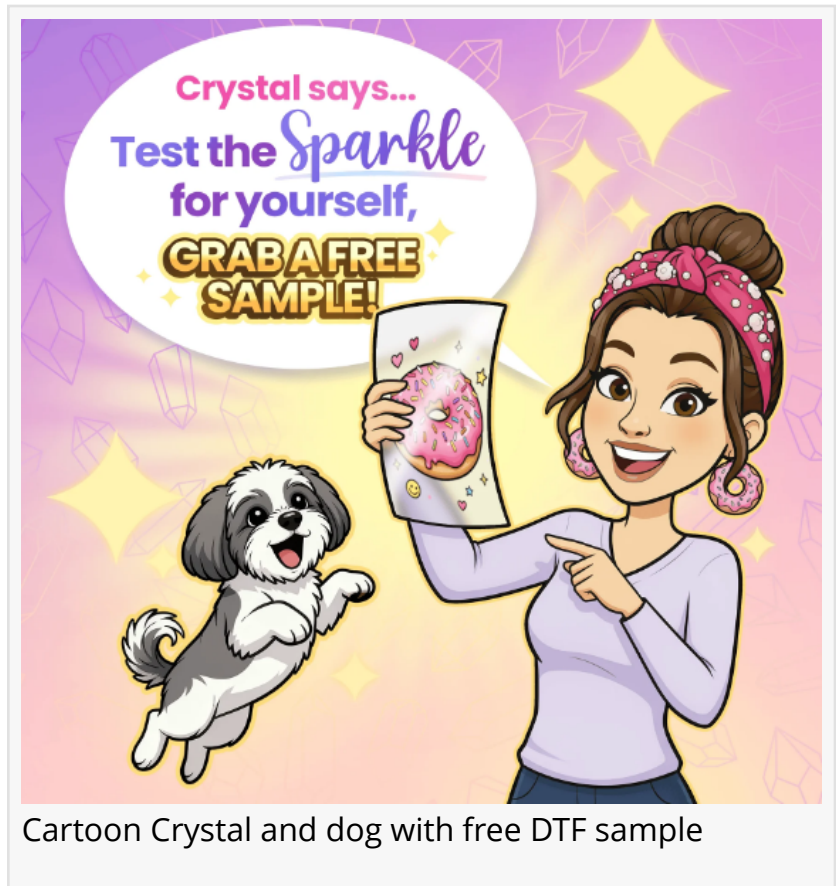 Crystal says...
Test the Sparkle
for yourself,
GRAB A FREE
SAMPLE!
Cartoon Crystal and dog with free DTF sample